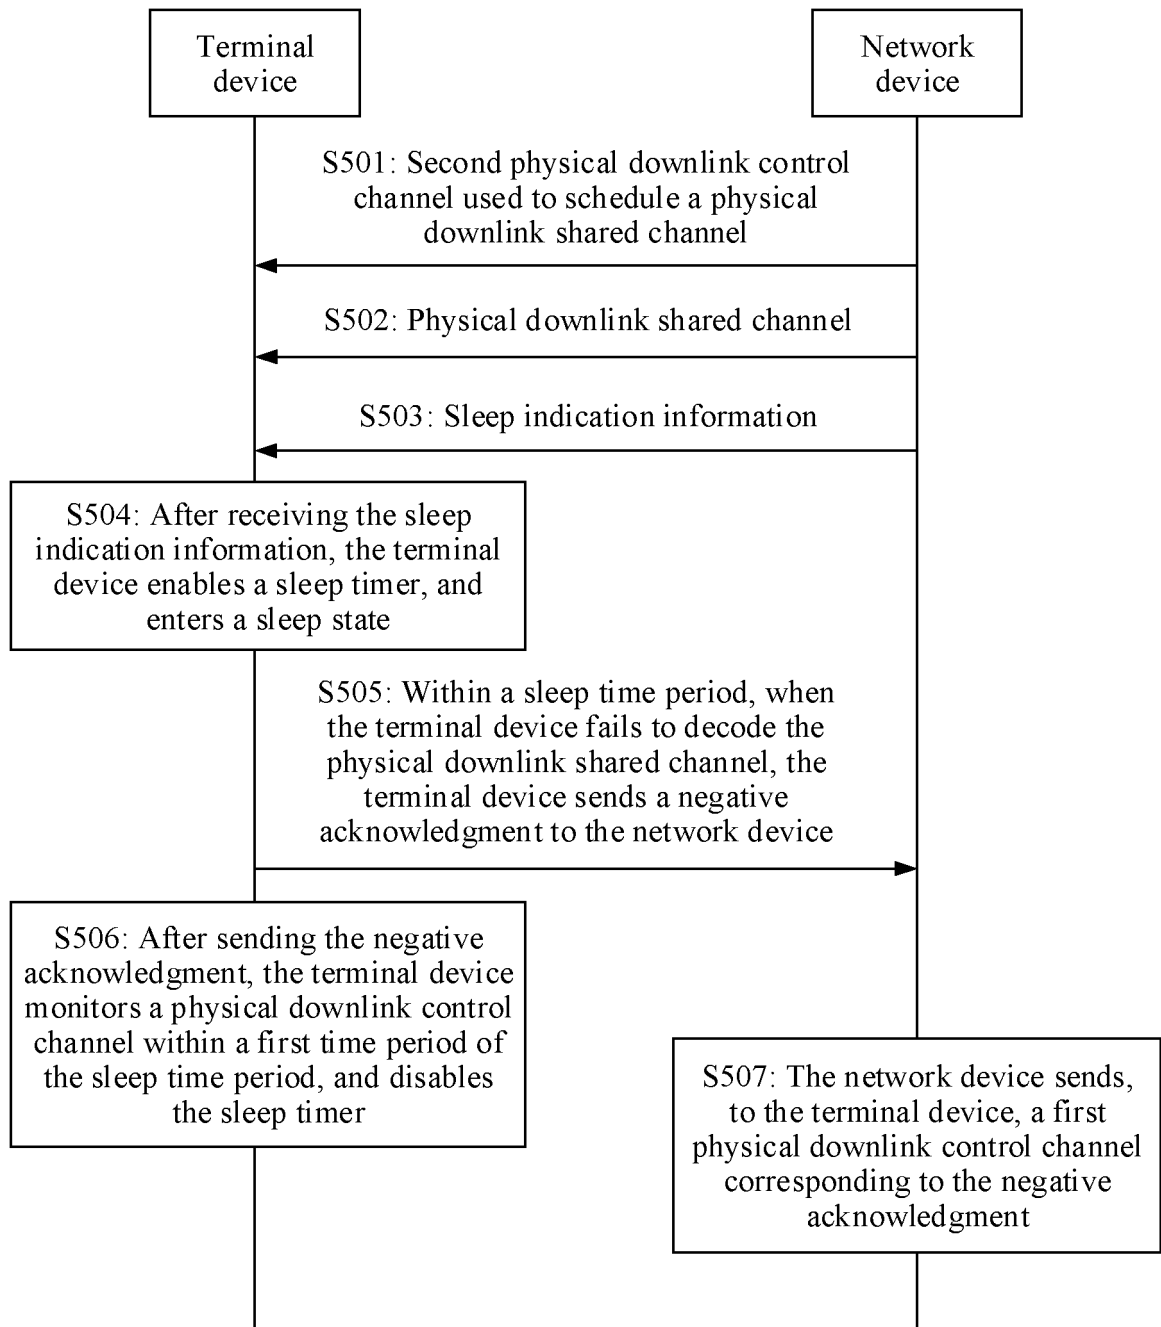 Terminal
device
Network
device
S501: Second physical downlink control
channel used to schedule a physical
downlink shared channel
S502: Physical downlink shared channel
S503: Sleep indication information
S504: After receiving the sleep
indication information, the terminal
device enables a sleep timer, and
enters a sleep state
S505: Within a sleep time period, when
the terminal device fails to decode the
physical downlink shared channel, the
terminal device sends a negative
acknowledgment to the network device
S506: After sending the negative
acknowledgment, the terminal device
monitors a physical downlink control
channel within a first time period of
the sleep time period, and disables
the sleep timer
S507: The network device sends,
to the terminal device, a first
physical downlink control channel
corresponding to the negative
acknowledgment